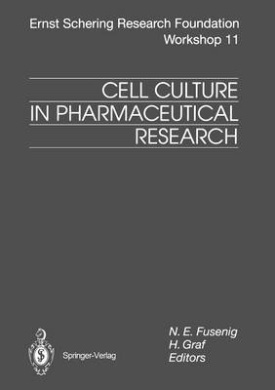 Ernst Schering Research Foundation
Workshop 11
CELL CULTURE
IN PHARMACEUTICAL
RESEARCH
N. E. Fusenig
H. Graf
Editors
Springer-Verlag